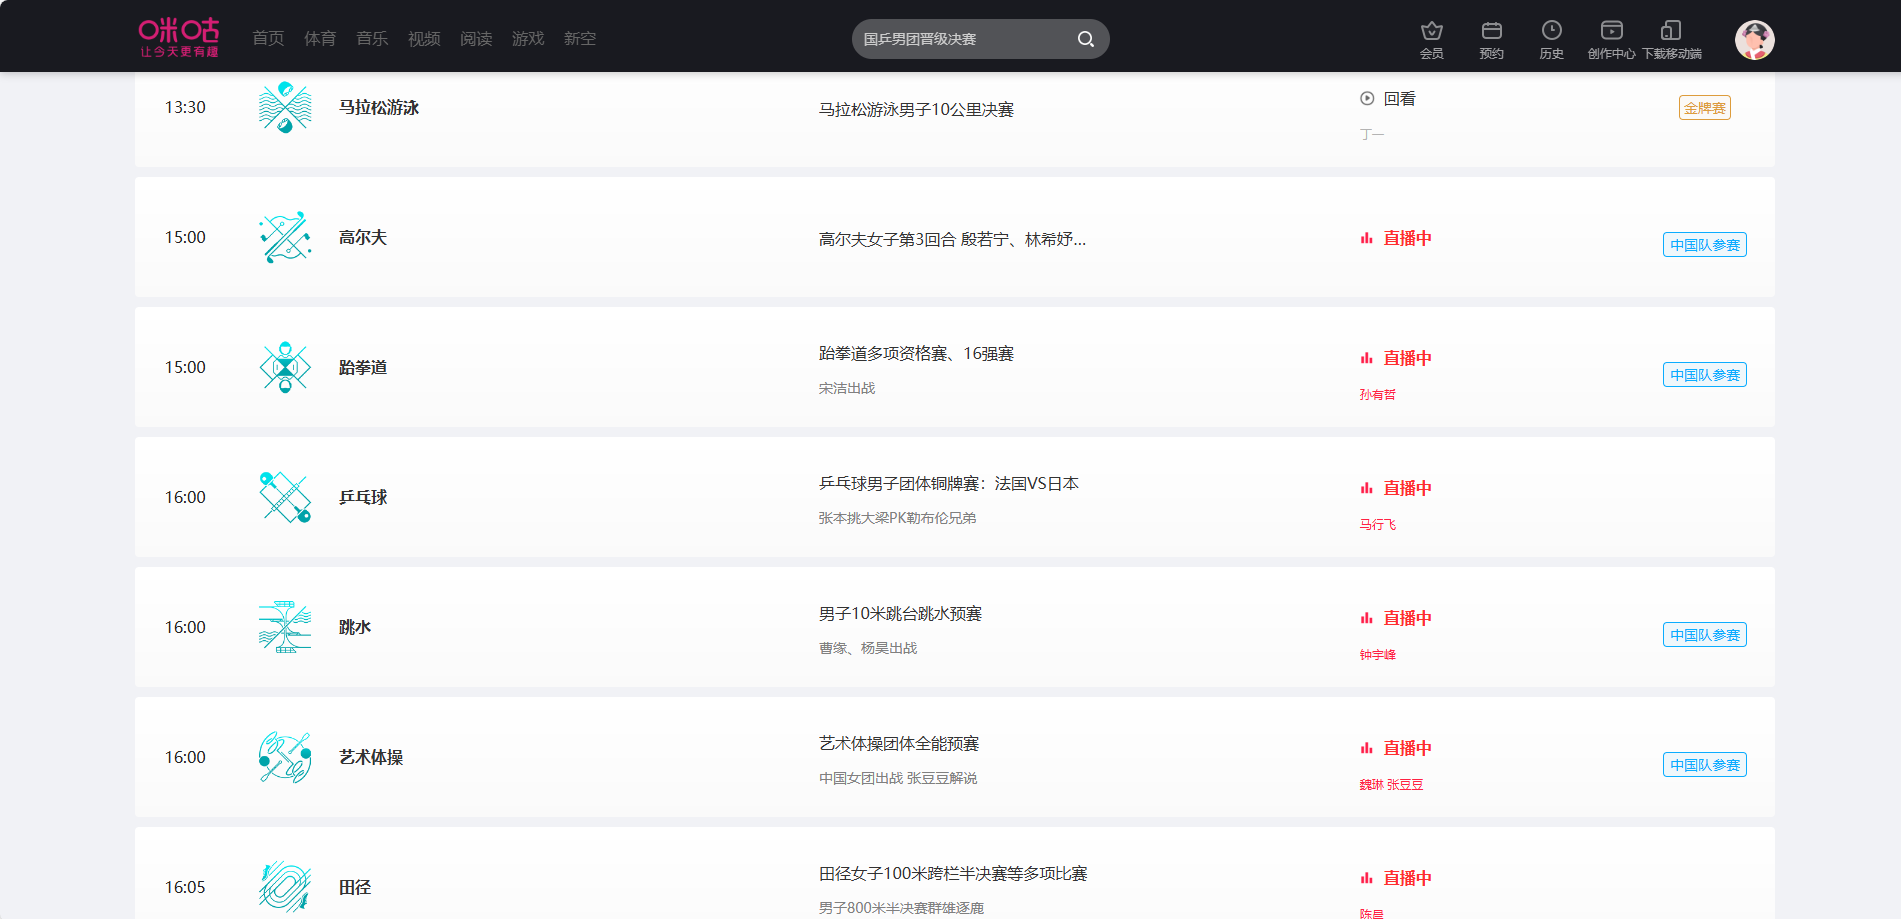 咪咕
让今天更有趣
首页 体育 音乐 视频 阅读 游戏 新空
国乒男团晋级决赛
会员 预约 历史 创作中心 下载移动端
13:30 马拉松游泳 马拉松游泳男子10公里决赛 回看 金牌赛
丁一
15:00 高尔夫 高尔夫女子第3回合 殷若宁、林希妤... 直播中 中国队参赛
15:00 跆拳道 跆拳道多项资格赛、16强赛 直播中 中国队参赛
宋洁出战 孙有哲
16:00 乒乓球 乒乓球男子团体铜牌赛：法国VS日本 直播中
张本挑大梁PK勒布伦兄弟 马行飞
16:00 跳水 男子10米跳台跳水预赛 直播中 中国队参赛
曹缘、杨昊出战 钟宇峰
16:00 艺术体操 艺术体操团体全能预赛 直播中 中国队参赛
中国女团出战 张豆豆解说 魏琳 张豆豆
16:05 田径 田径女子100米跨栏半决赛等多项比赛 直播中
男子800米半决赛群雄逐鹿